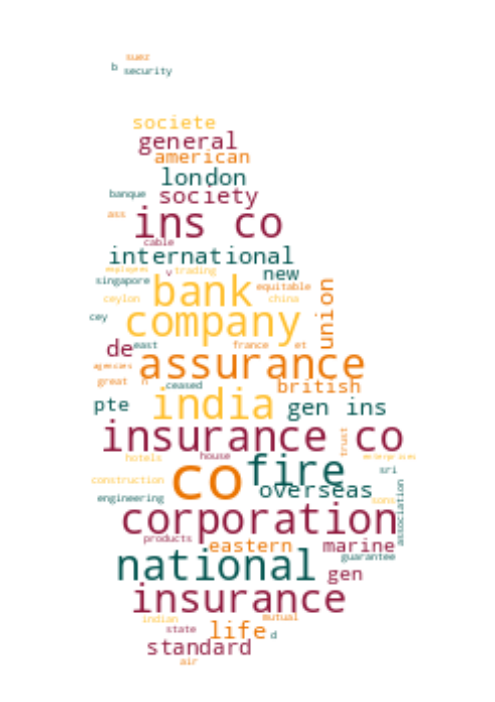 suez
b security
societe
general
american
london
banque society
ass ins co
cable
international
employees v trading new
singapore bank equitable
ceylon china
cey company union
de east france et
assurance
agencies
great n ceased british
pte india gen ins
insurance co
trust
hotels house enterprises
co fire sri
construction overseas sons
engineering association
corporation
products eastern marine
guarantee
national gen
insurance
indian mutual
state life d
standard
air